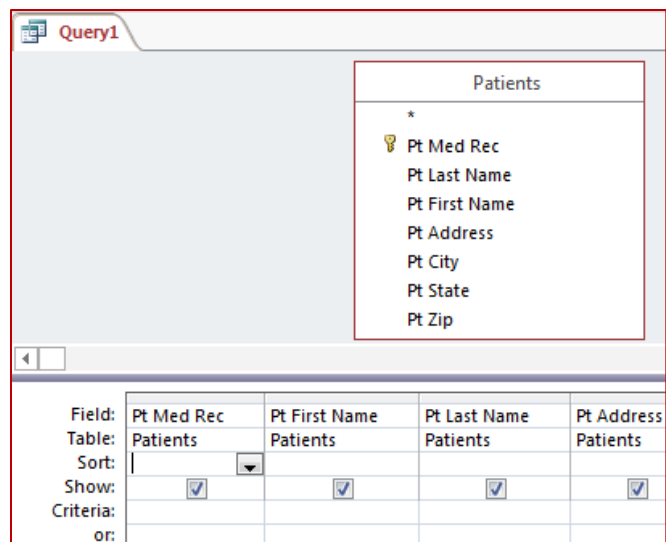 Query1
Patients
*
Pt Med Rec
Pt Last Name
Pt First Name
Pt Address
Pt City
Pt State
Pt Zip
Field: Pt Med Rec Pt First Name Pt Last Name Pt Address
Table: Patients Patients Patients Patients
Sort:
Show:
Criteria:
or: